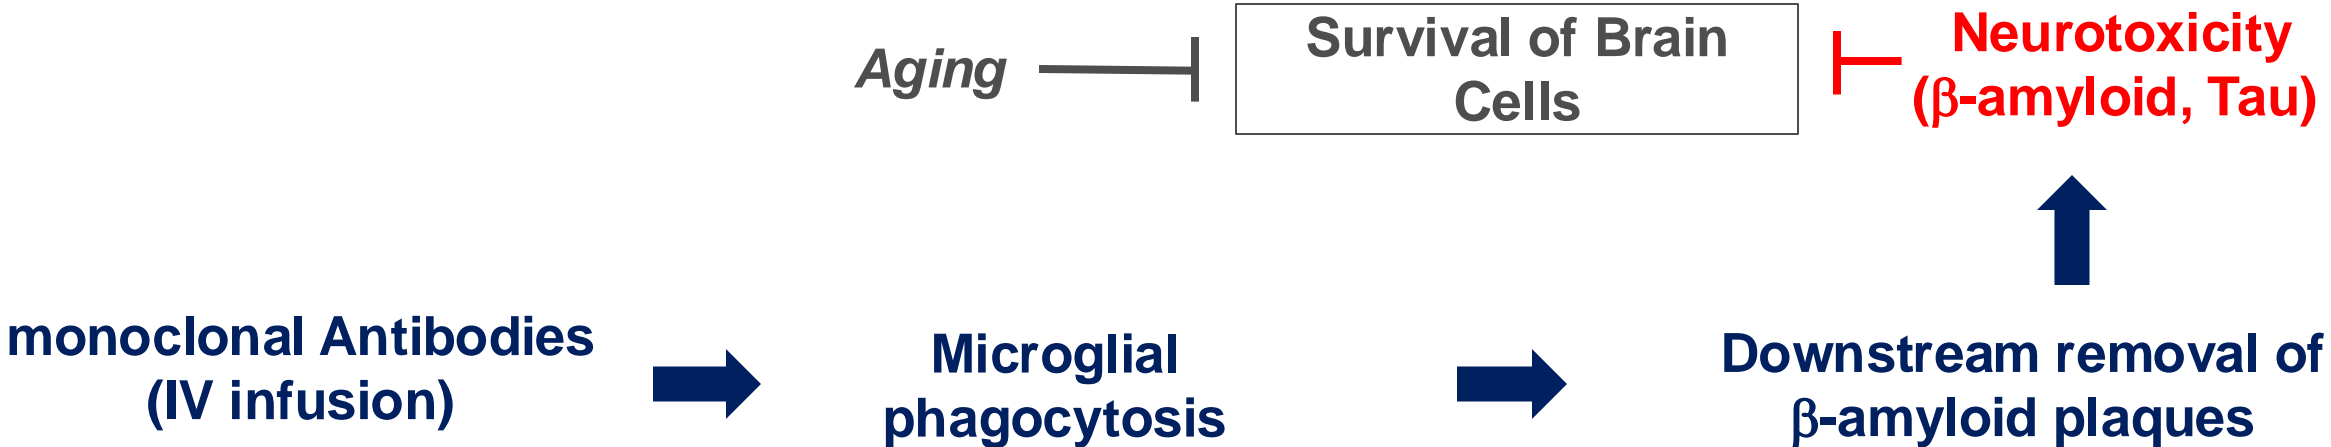 Aging
Survival of Brain
Cells
Neurotoxicity
(β-amyloid, Tau)
monoclonal Antibodies
(IV infusion)
Microglial
phagocytosis
Downstream removal of
β-amyloid plaques